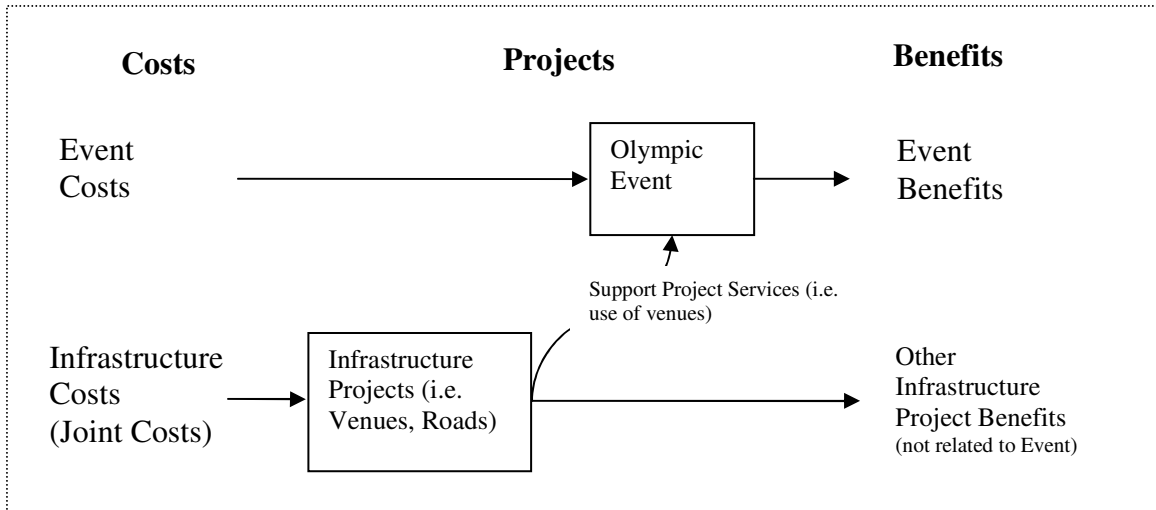 Costs
Projects
Benefits
Event
Costs
Olympic
Event
Event
Benefits
Support Project Services (i.e.
use of venues)
Infrastructure
Costs
(Joint Costs)
Infrastructure
Projects (i.e.
Venues, Roads)
Other
Infrastructure
Project Benefits
(not related to Event)